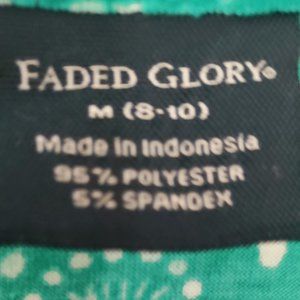 FADED GLORY®
M (8-10)
Made in Indonesia
95% POLYESTER
5% SPANDEX